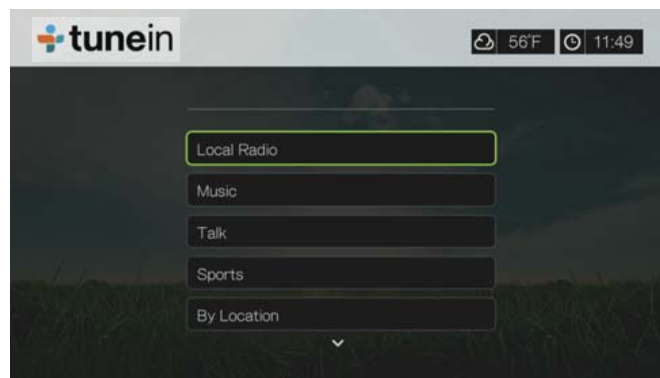 tunein
56°F 11:49
Local Radio
Music
Talk
Sports
By Location